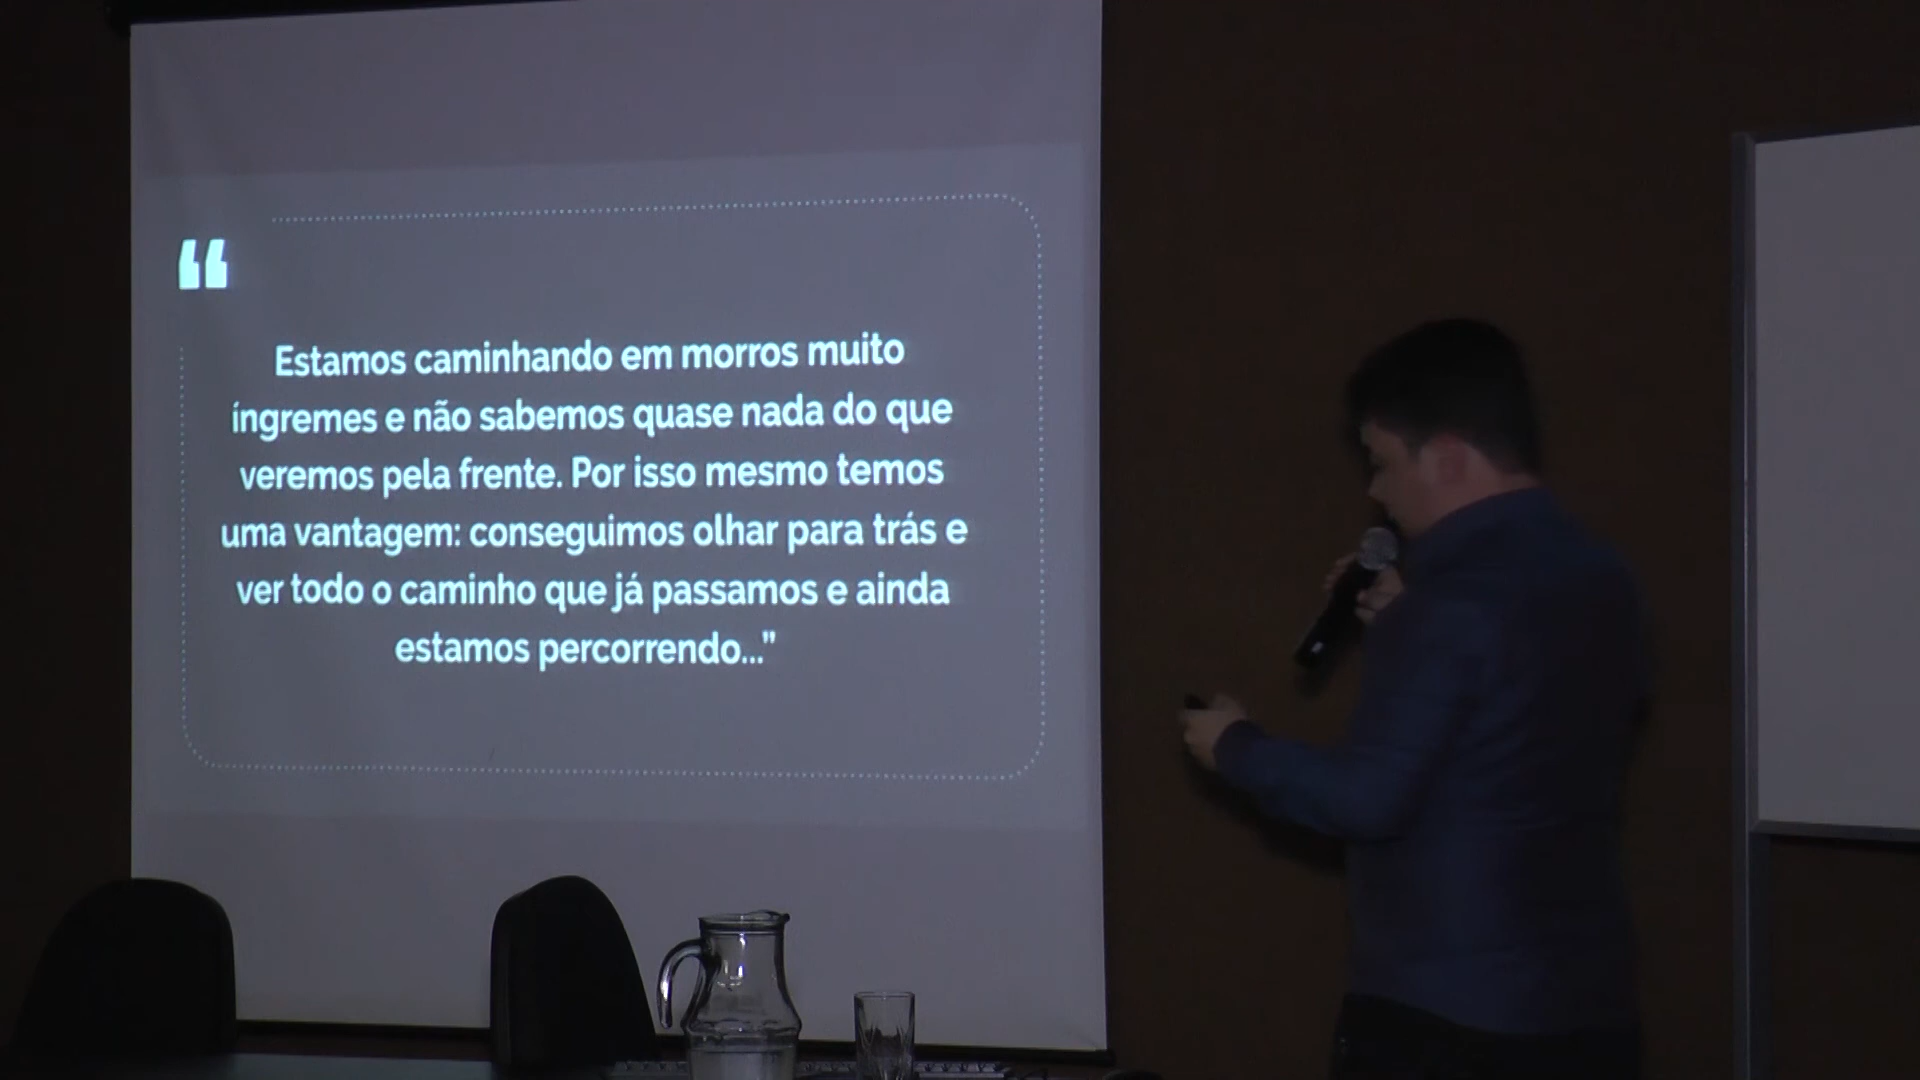 “
Estamos caminhando em morros muito
íngremes e não sabemos quase nada do que
veremos pela frente. Por isso mesmo temos
uma vantagem: conseguimos olhar para trás e
ver todo o caminho que já passamos e ainda
estamos percorrendo...”